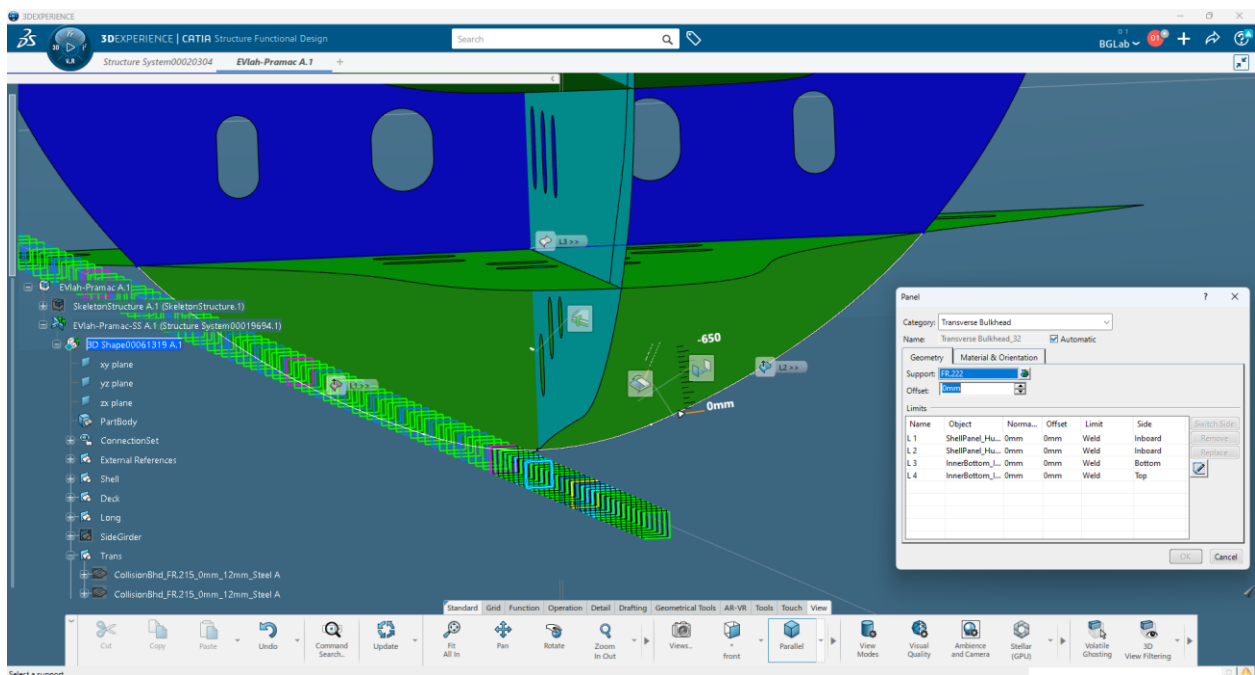 3DEXPERIENCE
3DEXPERIENCE | CATIA Structure Functional Design
Search
BGLab
Structure System00020304
EVlah-Pramac A.1
L3 >>
-650
L2 >>
0mm
EVlah-Pramac A.1
SkeletonStructure A.1 (SkeletonStructure.1)
EVlah-Pramac-SS A.1 (Structure System00019694.1)
3D Shape00061319 A.1
xy plane
yz plane
zx plane
PartBody
ConnectionSet
External References
Shell
Deck
Long
SideGirder
Trans
CollisionBhd_FR.215_0mm_12mm_Steel A
CollisionBhd_FR.215_0mm_12mm_Steel A
Panel
Category: Transverse Bulkhead
Name: Transverse Bulkhead_32 Automatic
Geometry Material & Orientation
Support: FR.222
Offset: 0mm
Limits
Name Object Norma... Offset Limit Side
L 1 ShellPanel_Hu... 0mm 0mm Weld Inboard
L 2 ShellPanel_Hu... 0mm 0mm Weld Inboard
L 3 InnerBottom_I... 0mm 0mm Weld Bottom
L 4 InnerBottom_I... 0mm 0mm Weld Top
Switch Side
Remove
Replace
OK Cancel
Standard Grid Function Operation Detail Drafting Geometrical Tools AR-VR Tools Touch View
Cut
Copy
Paste
Undo
Command Search...
Update
Fit All In
Pan
Rotate
Zoom In Out
Views...
front
Parallel
View Modes
Visual Quality
Ambience and Camera
Stellar (GPU)
Volatile Ghosting
3D View Filtering
Select a support